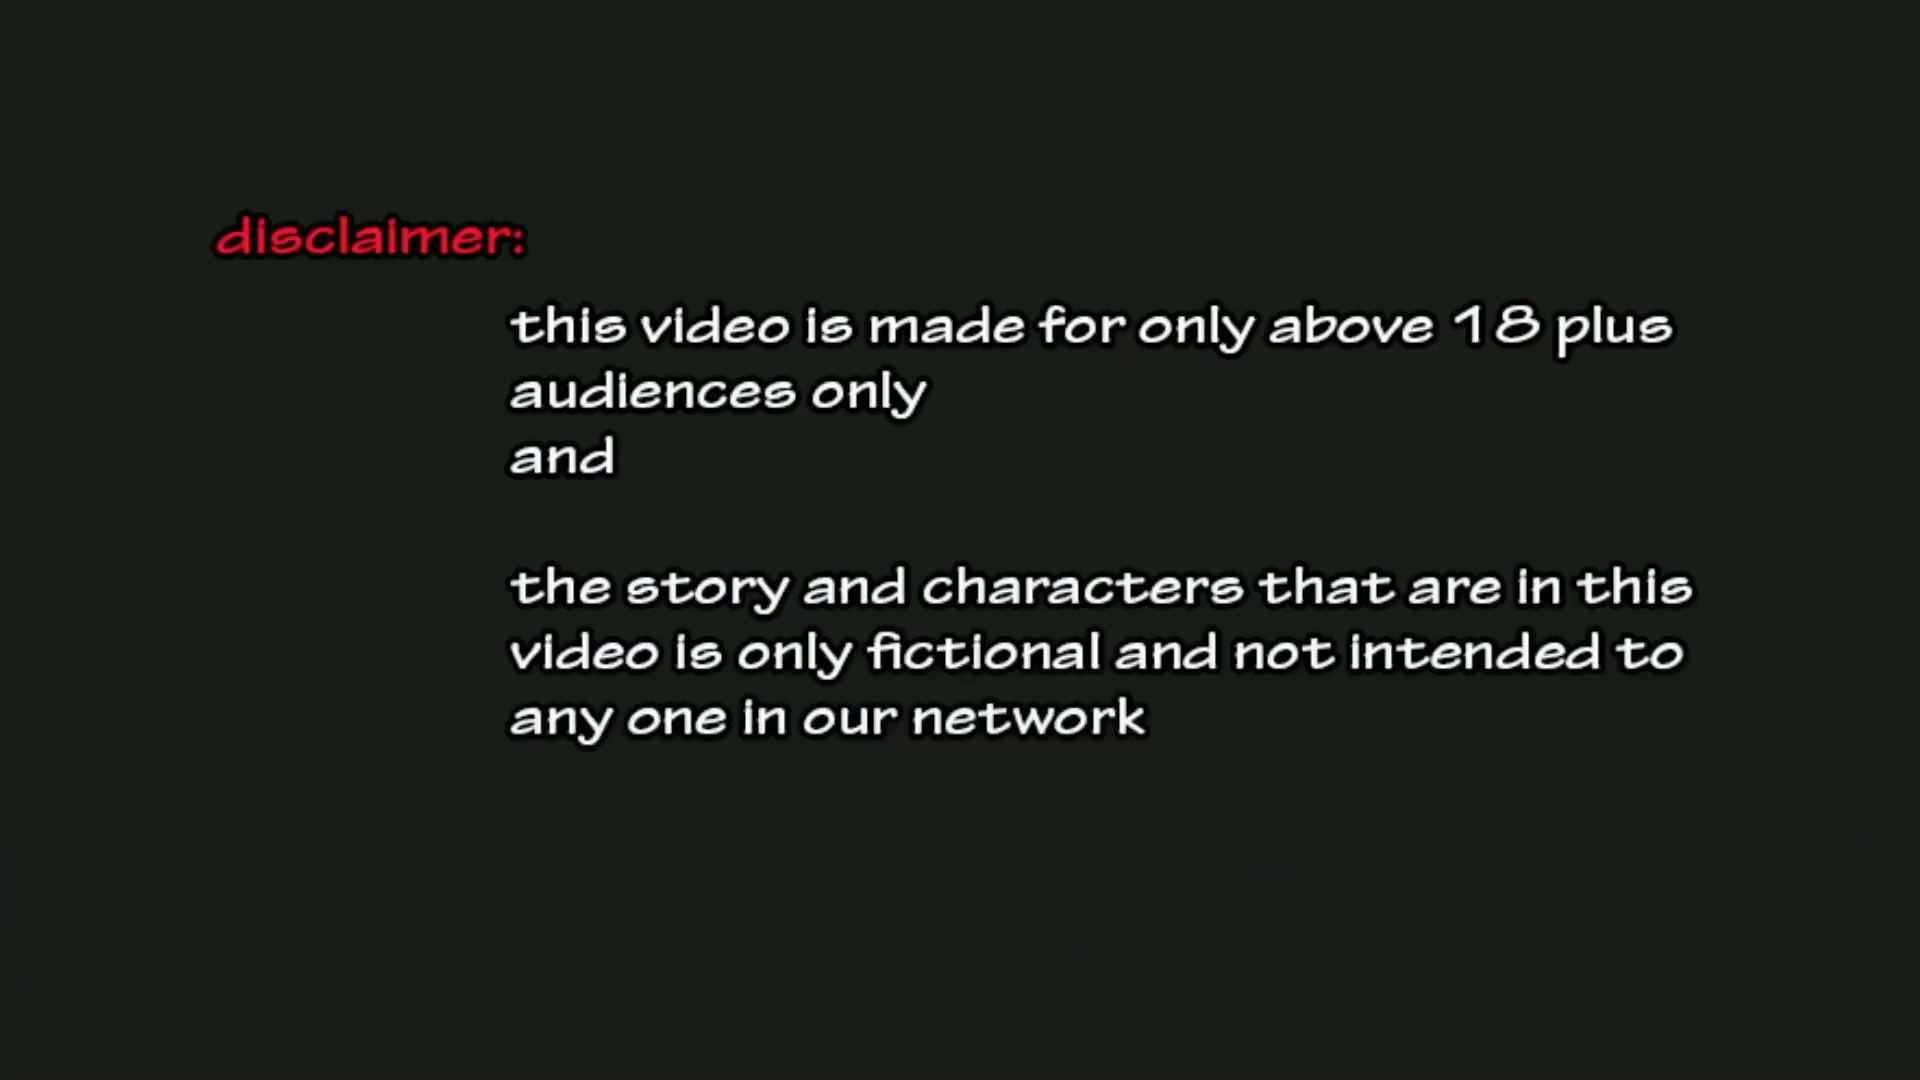 disclaimer:
this video is made for only above 18 plus
audiences only
and
the story and characters that are in this
video is only fictional and not intended to
any one in our network